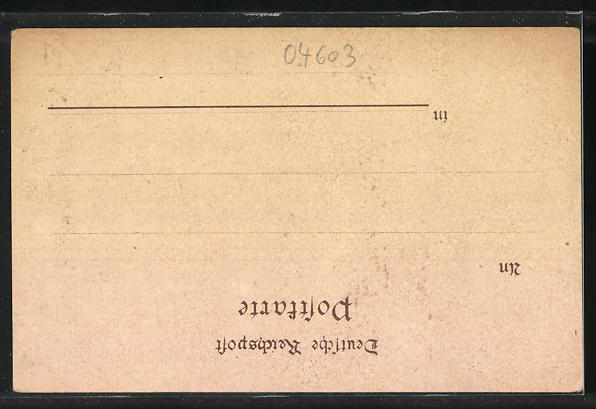 Deutsche Reichspost
Postkarte
An
in
04603